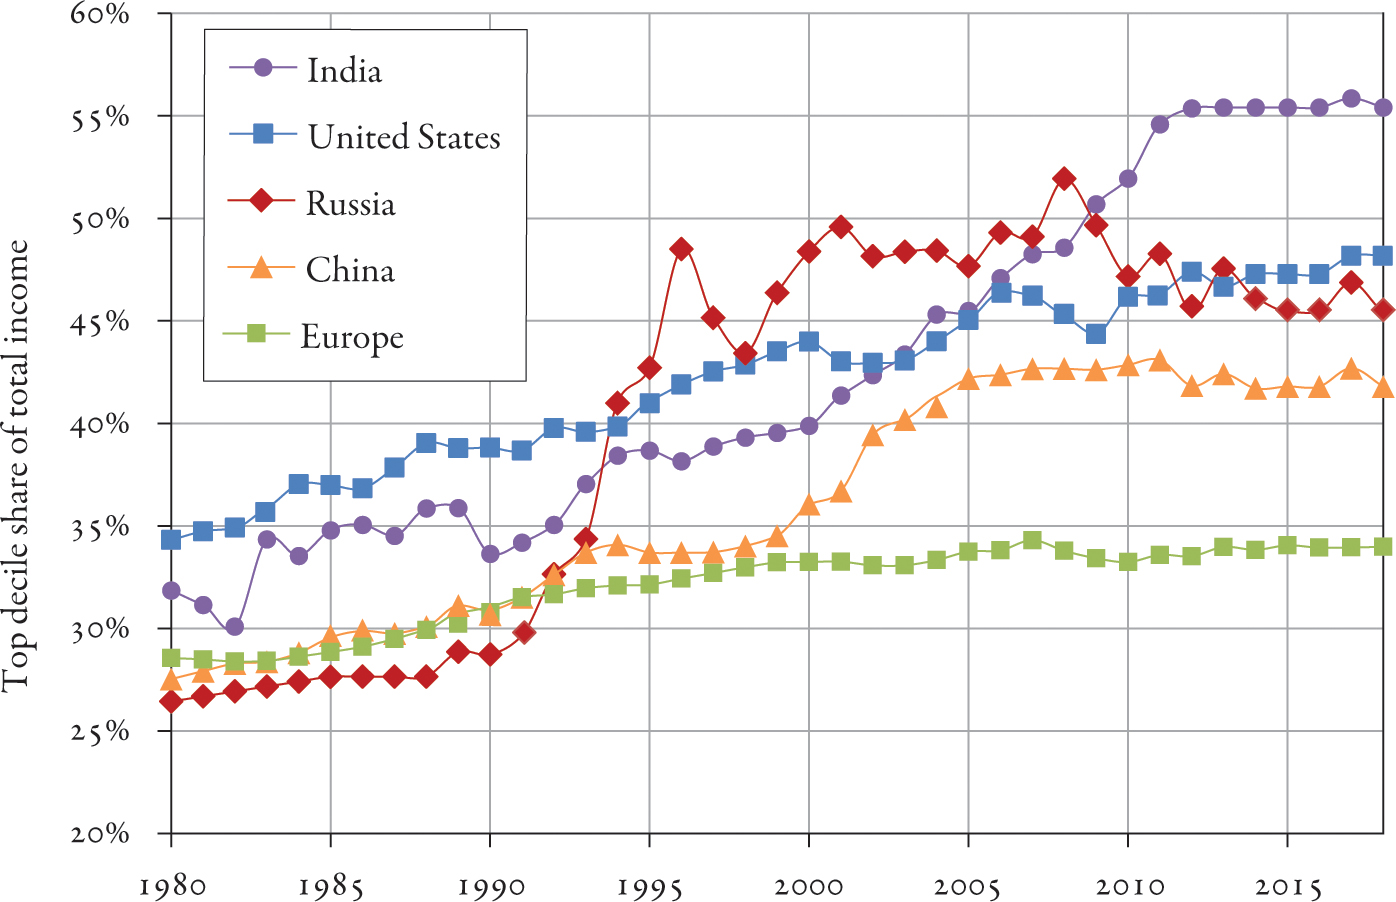 60%
55%
50%
45%
40%
35%
30%
25%
20%
Top decile share of total income
India
United States
Russia
China
Europe
1980 1985 1990 1995 2000 2005 2010 2015